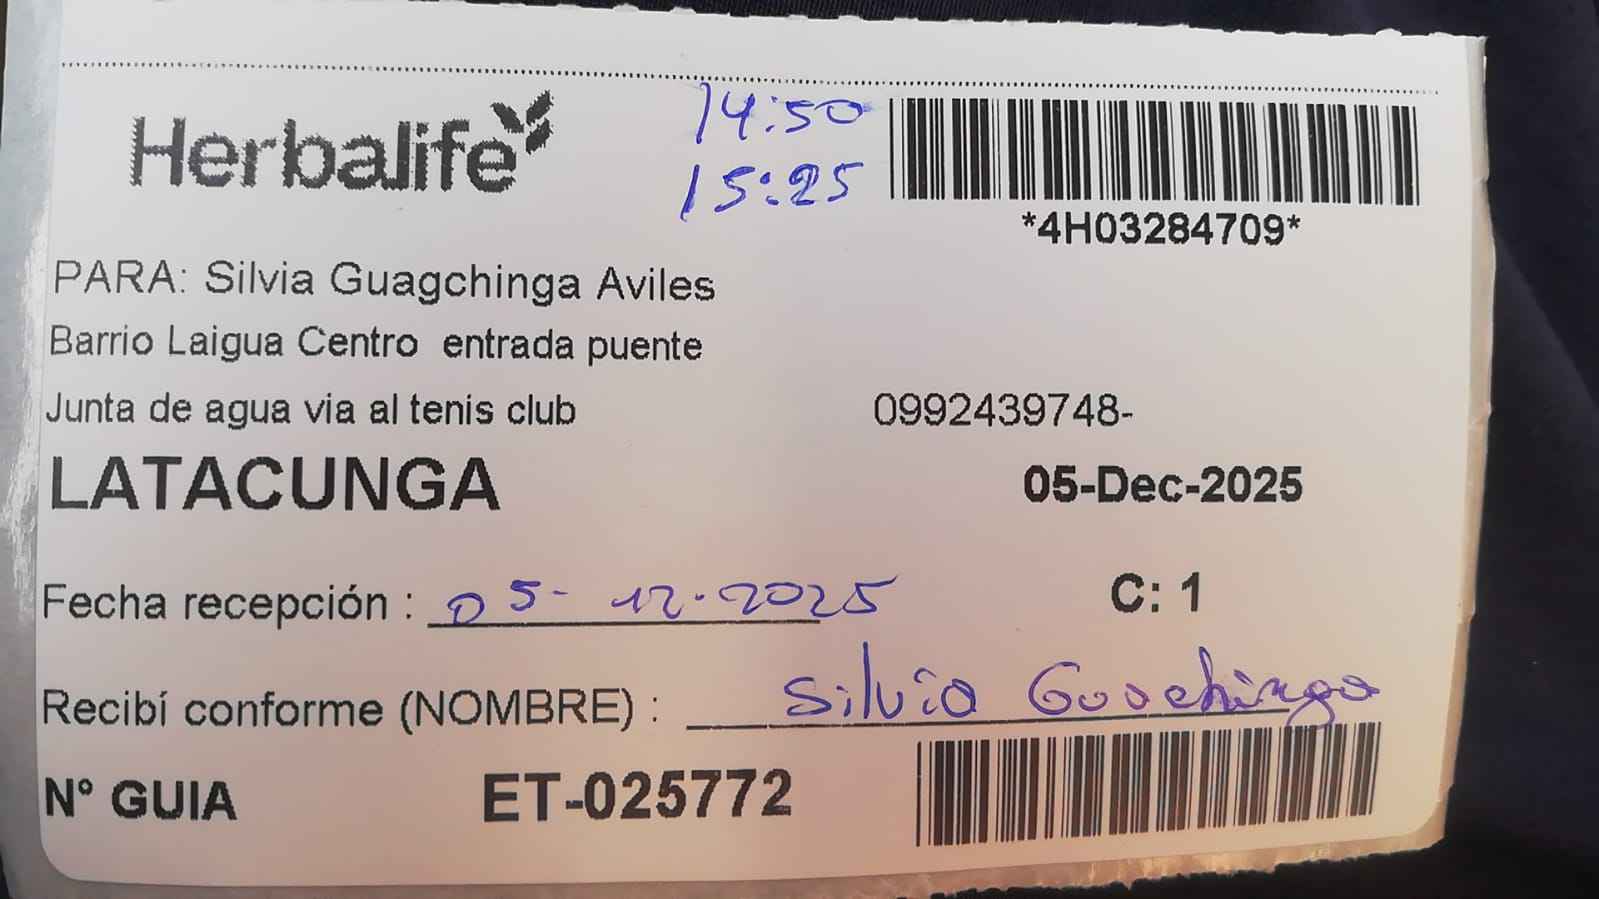 Herbalife
14:50
15:25
*4H03284709*
PARA: Silvia Guagchinga Aviles
Barrio Laigua Centro entrada puente
Junta de agua via al tenis club 0992439748-
LATACUNGA 05-Dec-2025
Fecha recepción : 05-12-2025 C: 1
Recibí conforme (NOMBRE) : Silvia Guachinga
N° GUIA ET-025772